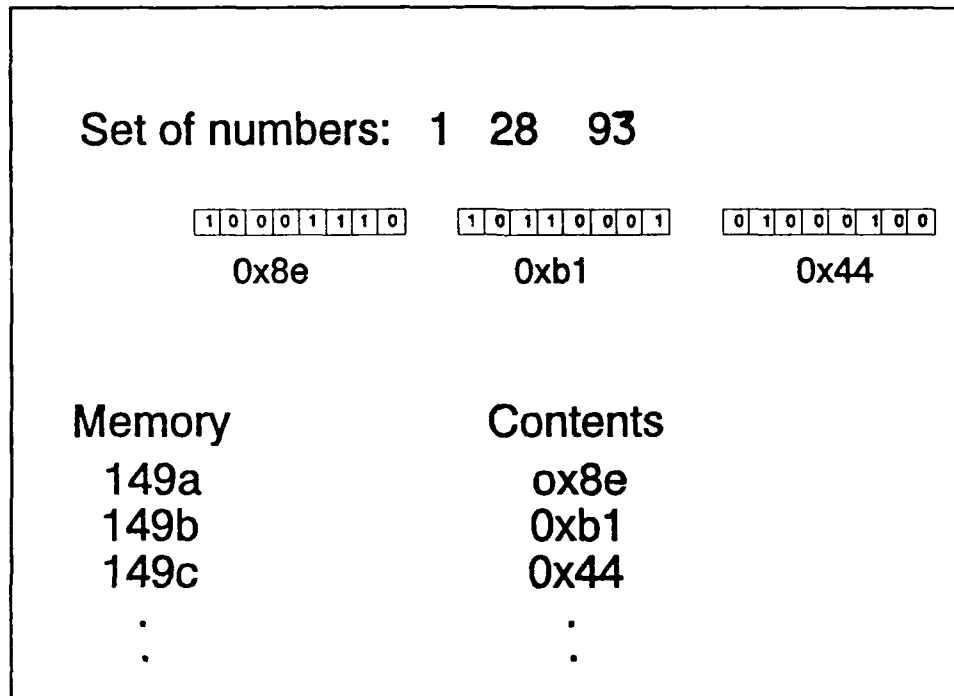 Set of numbers: 1 28 93
1 0 0 0 1 1 1 0 1 0 1 1 0 0 0 1 0 1 0 0 0 1 0 0
0x8e 0xb1 0x44
Memory Contents
149a ox8e
149b 0xb1
149c 0x44
. .
. .